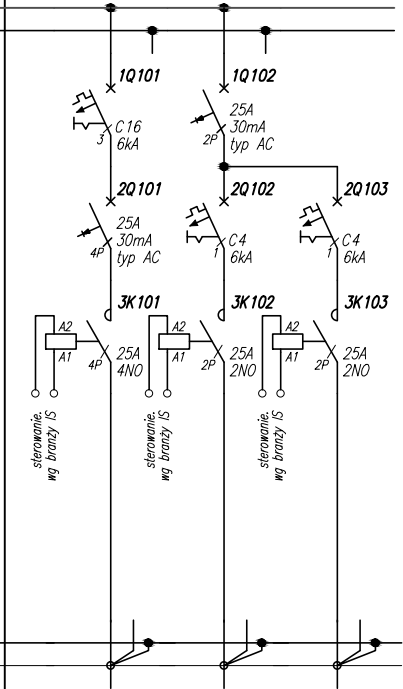 1Q101
1Q102
C16
3
6kA
25A
30mA
2P
typ AC
2Q101
2Q102
2Q103
25A
30mA
4P
typ AC
C4
1
6kA
C4
1
6kA
3K101
3K102
3K103
A2
A1
4P
25A
4NO
A2
A1
2P
25A
2NO
A2
A1
2P
25A
2NO
sterowanie.
wg branży IS
sterowanie.
wg branży IS
sterowanie.
wg branży IS